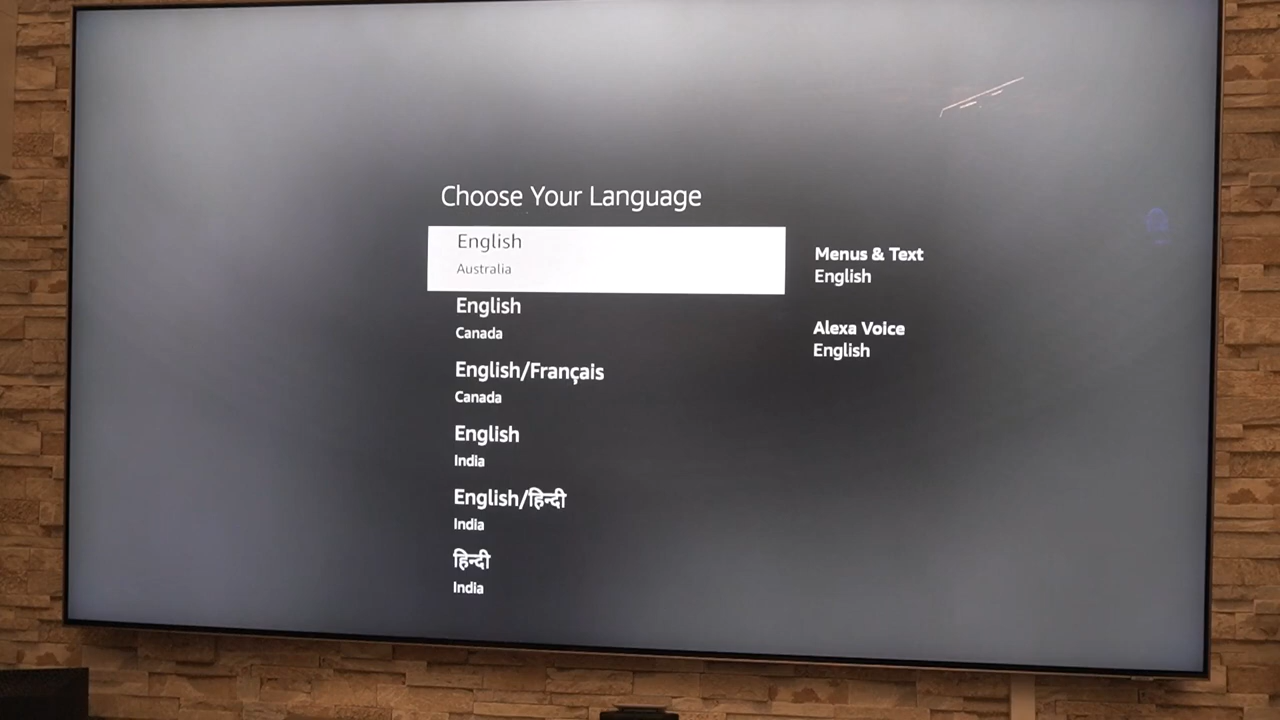 Choose Your Language
English
Australia
English
Canada
English/Français
Canada
English
India
English/हिन्दी
India
हिन्दी
India
Menus & Text
English
Alexa Voice
English